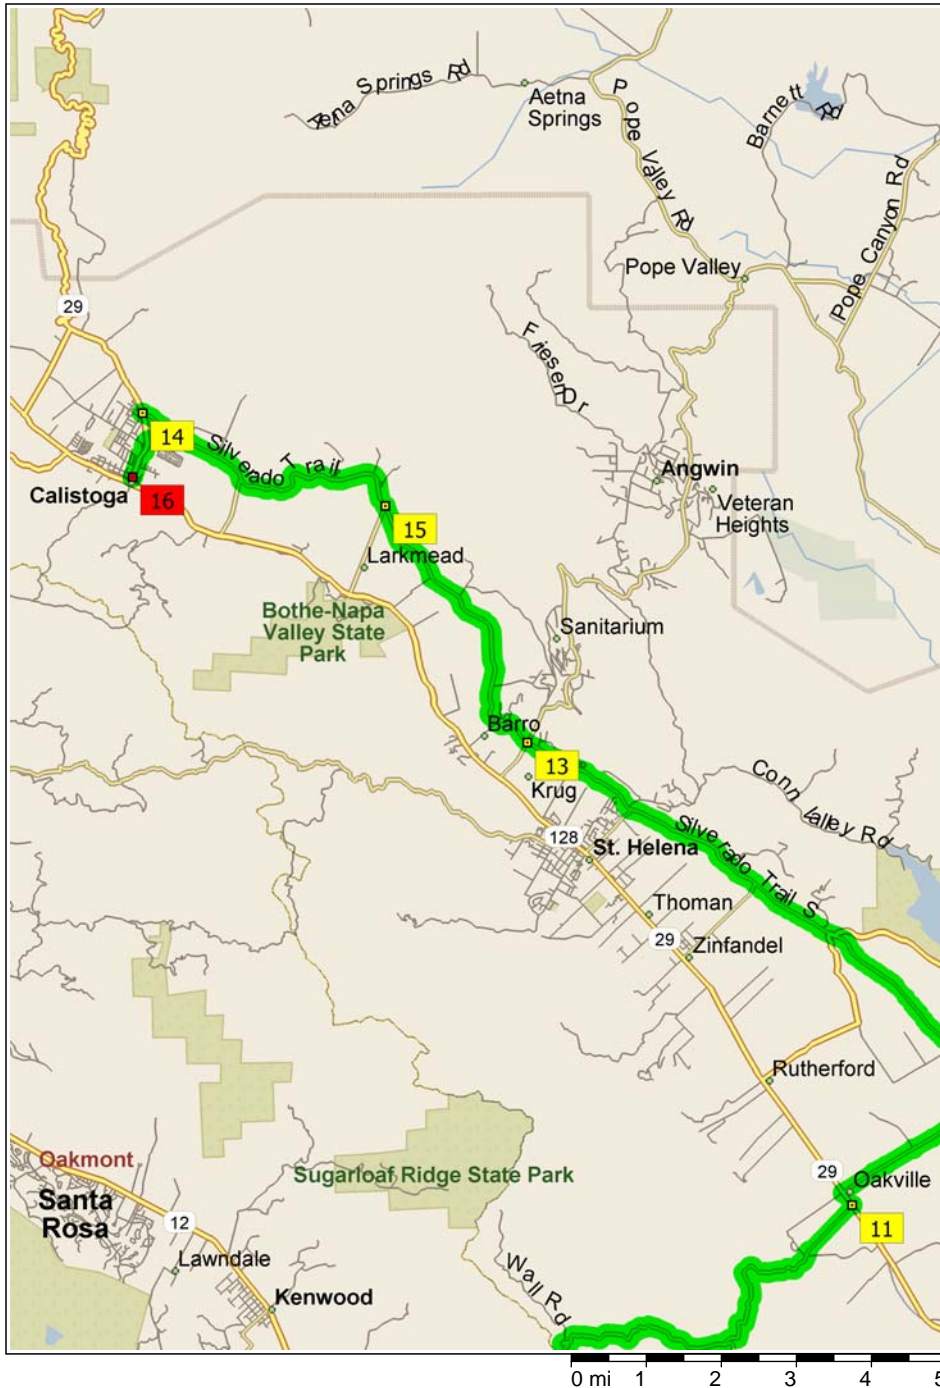 Aetna Springs Rd
Aetna
Springs
Pope Valley Rd
Barnett Rd
Pope Canyon Rd
Pope Valley
29
Friesen Dr
14
Silverado Trail
Calistoga
16
Angwin
Veteran
Heights
15
Larkmead
Bothe-Napa
Valley State
Park
Sanitarium
Barro
13
Krug
Conn Valley Rd
128
St. Helena
Silverado Trail S
Thoman
29
Zinfandel
Rutherford
Oakmont
Sugarloaf Ridge State Park
29
Oakville
Santa
Rosa
12
11
Lawndale
Wall Rd
Kenwood
0 mi 1 2 3 4 5